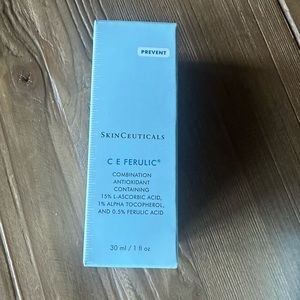 PREVENT
SKINCEUTICALS
C E FERULIC®
COMBINATION
ANTIOXIDANT
CONTAINING
15% L-ASCORBIC ACID,
1% ALPHA TOCOPHEROL,
AND 0.5% FERULIC ACID
30 ml / 1 fl oz